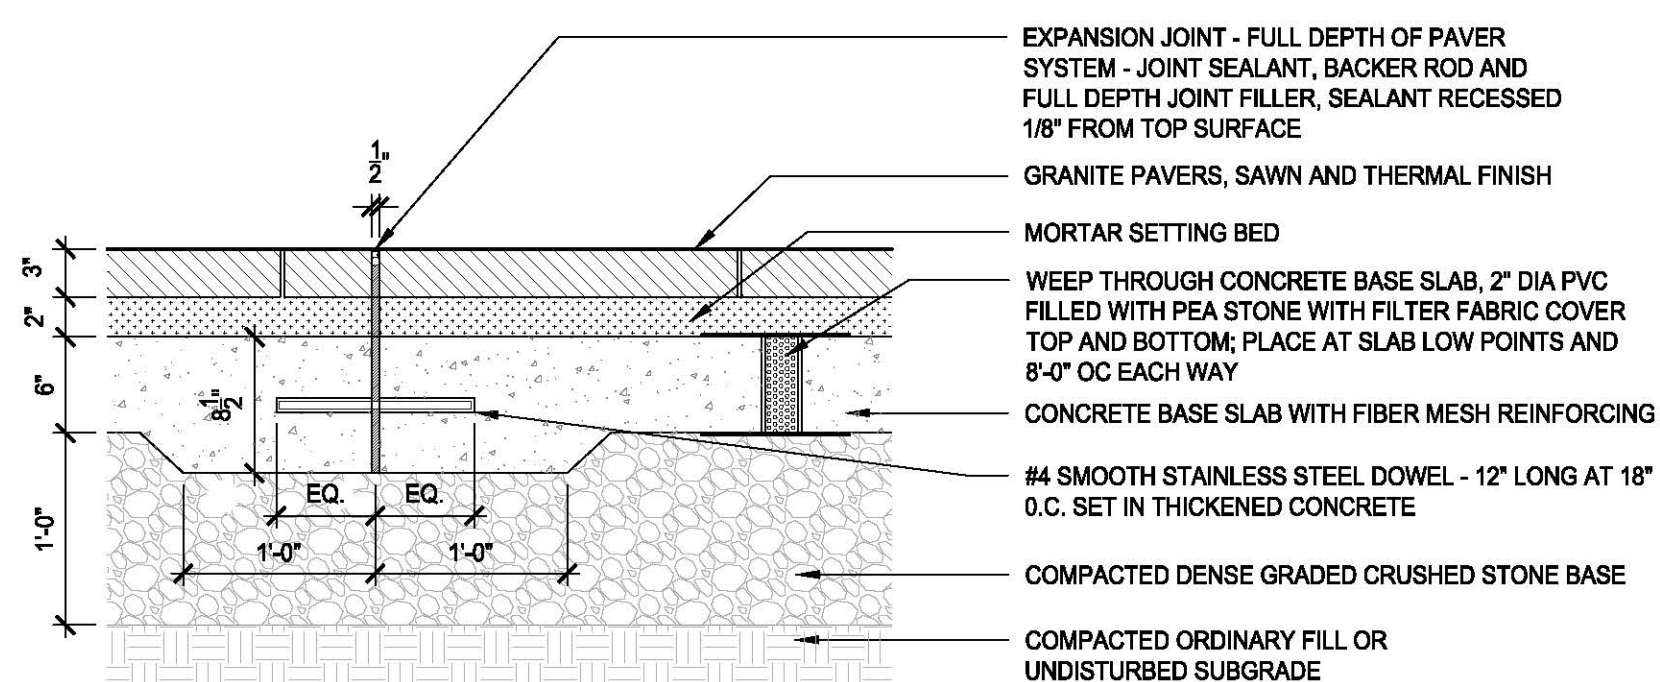 EXPANSION JOINT - FULL DEPTH OF PAVER
SYSTEM - JOINT SEALANT, BACKER ROD AND
FULL DEPTH JOINT FILLER, SEALANT RECESSED
1/8" FROM TOP SURFACE
GRANITE PAVERS, SAWN AND THERMAL FINISH
MORTAR SETTING BED
WEEP THROUGH CONCRETE BASE SLAB, 2" DIA PVC
FILLED WITH PEA STONE WITH FILTER FABRIC COVER
TOP AND BOTTOM; PLACE AT SLAB LOW POINTS AND
8'-0" OC EACH WAY
CONCRETE BASE SLAB WITH FIBER MESH REINFORCING
#4 SMOOTH STAINLESS STEEL DOWEL - 12" LONG AT 18"
O.C. SET IN THICKENED CONCRETE
COMPACTED DENSE GRADED CRUSHED STONE BASE
COMPACTED ORDINARY FILL OR
UNDISTURBED SUBGRADE
1/2"
3"
2"
6"
8 1/2"
1'-0"
EQ. EQ.
1'-0" 1'-0"